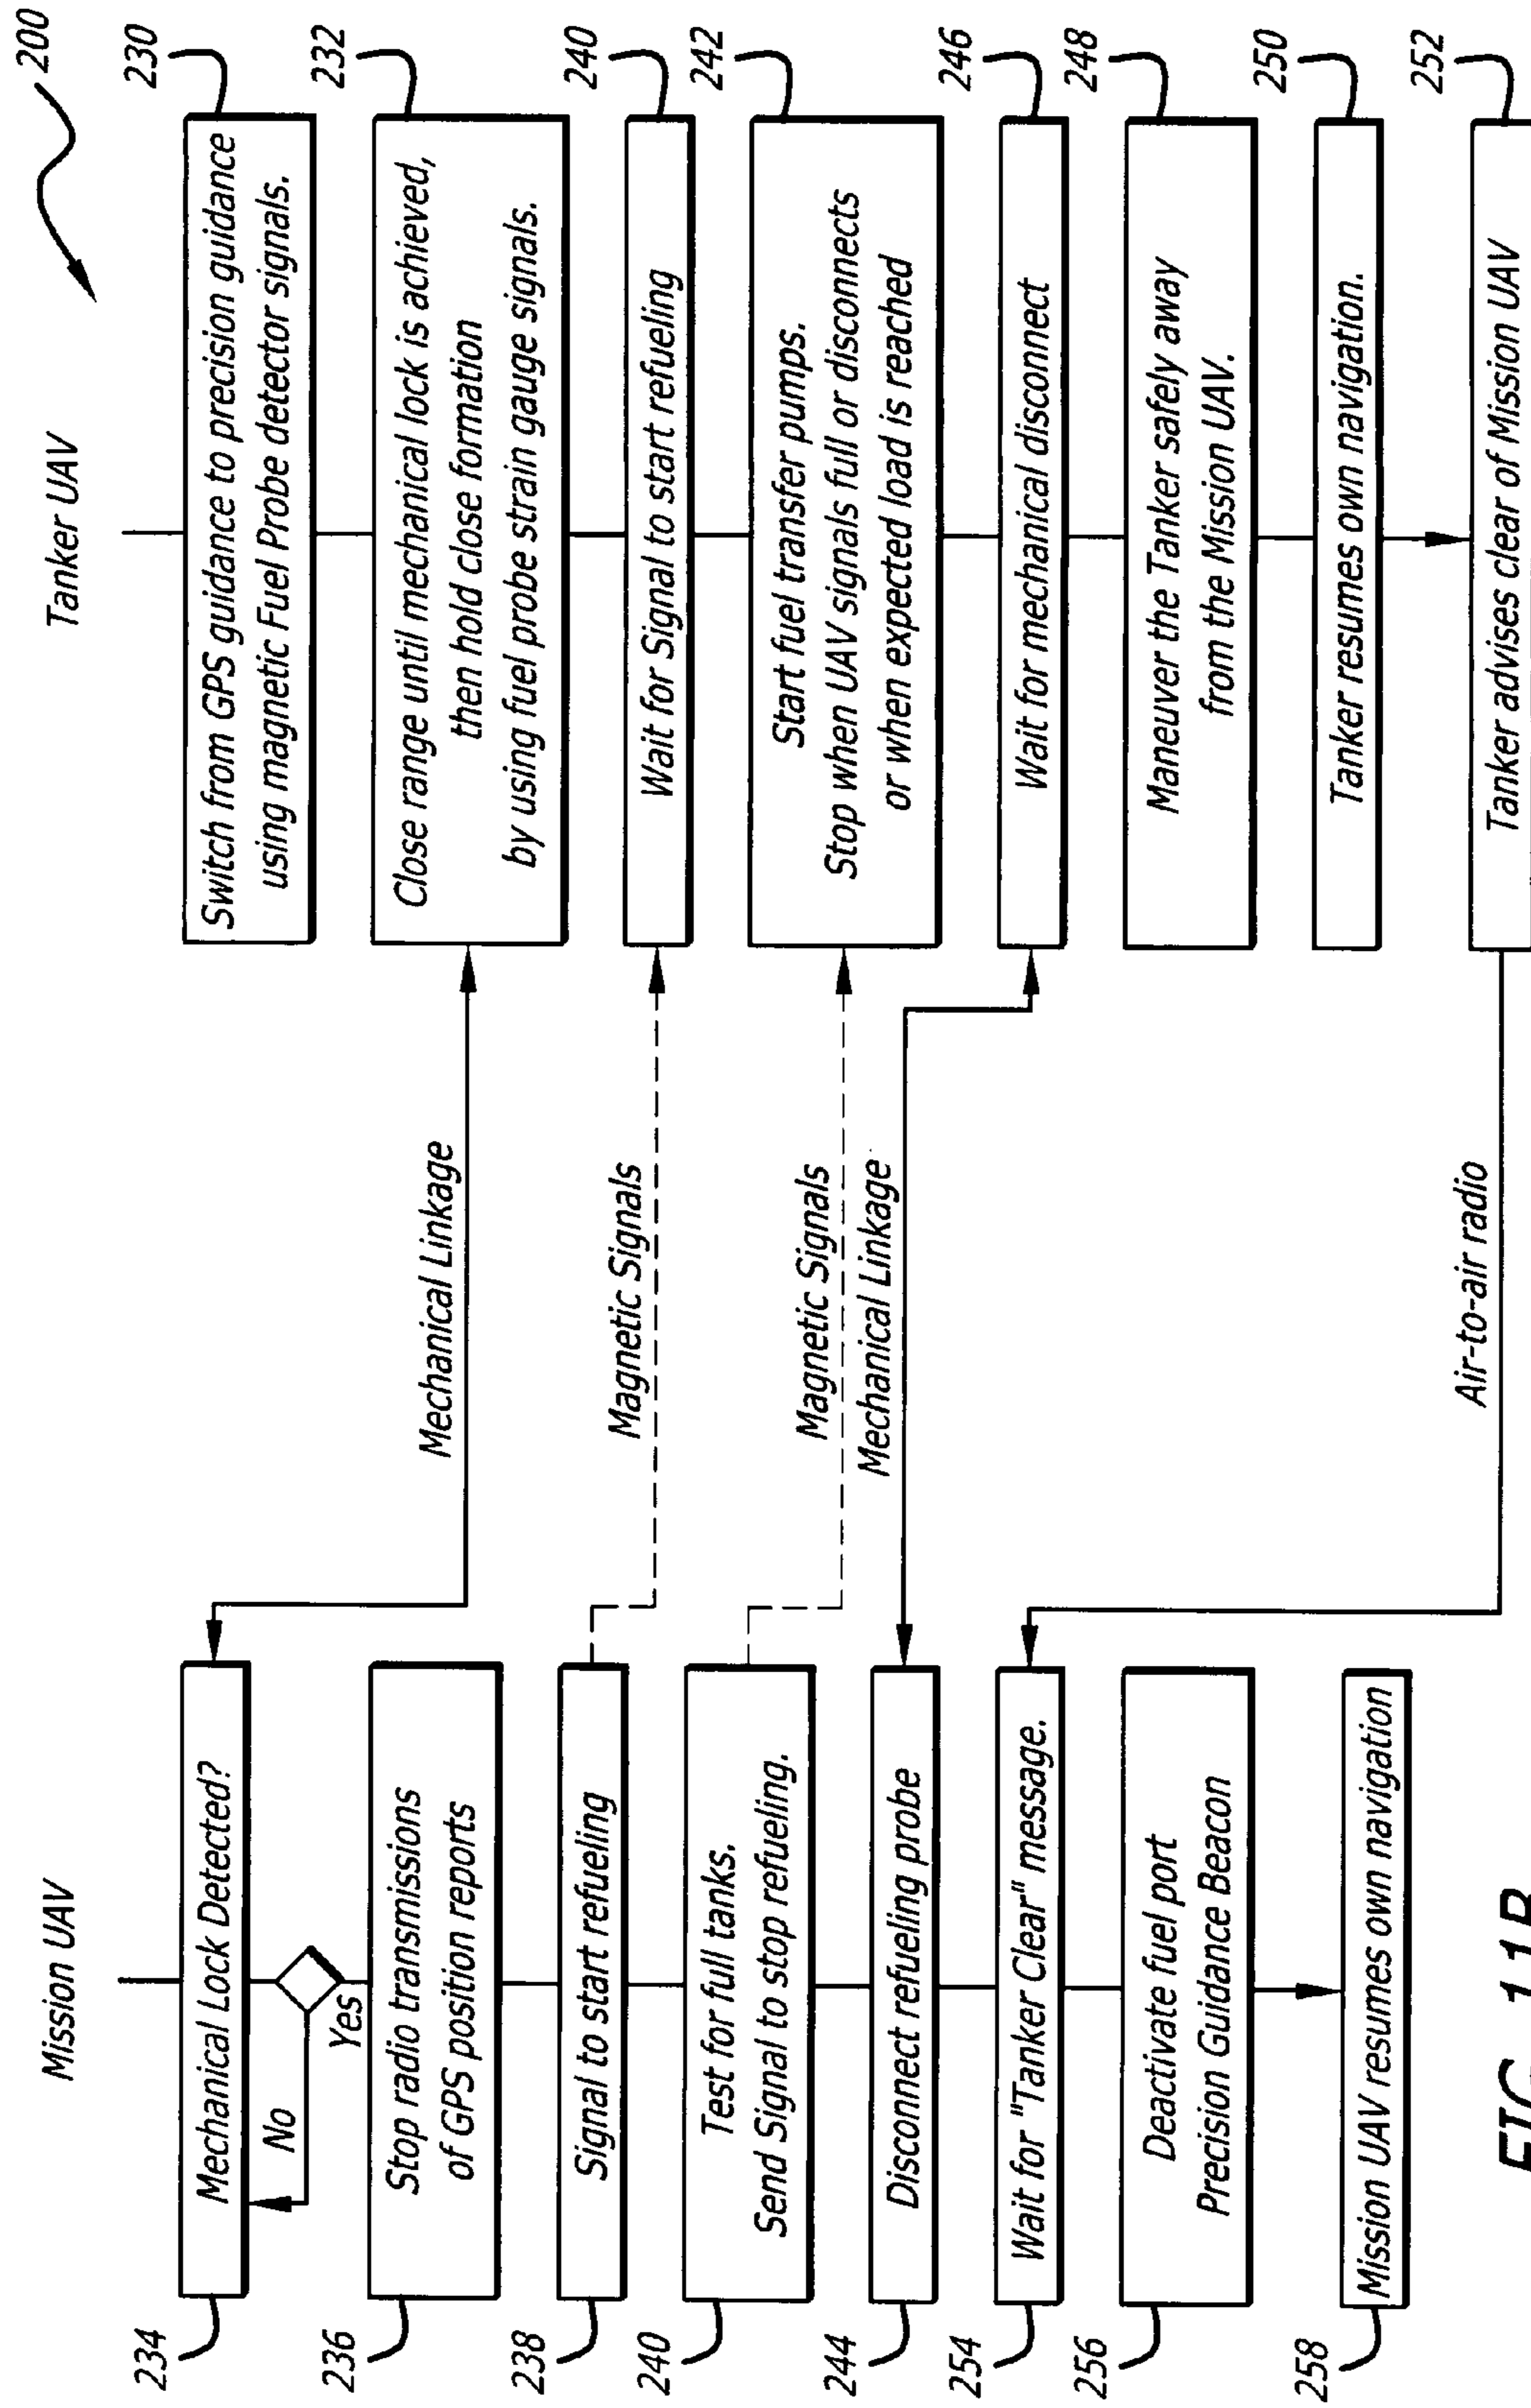 200
Mission UAV
Tanker UAV
234
Mechanical Lock Detected?
No
Yes
236
Stop radio transmissions
of GPS position reports
238
Signal to start refueling
240
Test for full tanks.
Send Signal to stop refueling.
244
Disconnect refueling probe
254
Wait for "Tanker Clear" message.
256
Deactivate fuel port
Precision Guidance Beacon
258
Mission UAV resumes own navigation
Mechanical Linkage
Magnetic Signals
Magnetic Signals
Mechanical Linkage
Air-to-air radio
230
Switch from GPS guidance to precision guidance
using magnetic Fuel Probe detector signals.
232
Close range until mechanical lock is achieved,
then hold close formation
by using fuel probe strain gauge signals.
240
Wait for Signal to start refueling
242
Start fuel transfer pumps.
Stop when UAV signals full or disconnects
or when expected load is reached
246
Wait for mechanical disconnect
248
Maneuver the Tanker safely away
from the Mission UAV.
250
Tanker resumes own navigation.
252
Tanker advises clear of Mission UAV
FIG. 11B